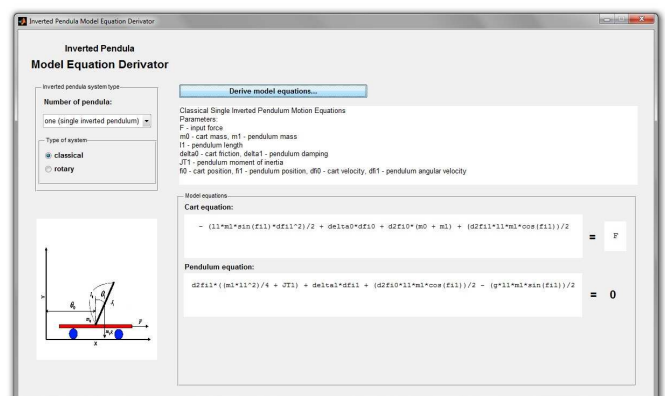 Inverted Pendula Model Equation Derivator
Inverted Pendula
Model Equation Derivator
Inverted pendula system type
Number of pendula:
one (single inverted pendulum)
Type of system
classical
rotary
Derive model equations...
Classical Single Inverted Pendulum Motion Equations
Parameters:
F - input force
m0 - cart mass, m1 - pendulum mass
l1 - pendulum length
delta0 - cart friction, delta1 - pendulum damping
JT1 - pendulum moment of inertia
fi0 - cart position, fi1 - pendulum position, dfi0 - cart velocity, dfi1 - pendulum angular velocity
Model equations
Cart equation:
- (l1*m1*sin(fi1)*dfi1^2)/2 + delta0*dfi0 + d2fi0*(m0 + m1) + (d2fi1*l1*m1*cos(fi1))/2
= F
Pendulum equation:
d2fi1*((m1*l1^2)/4 + JT1) + delta1*dfi1 + (d2fi0*l1*m1*cos(fi1))/2 - (g*l1*m1*sin(fi1))/2
= 0
Y
θ0
θ1
F
X